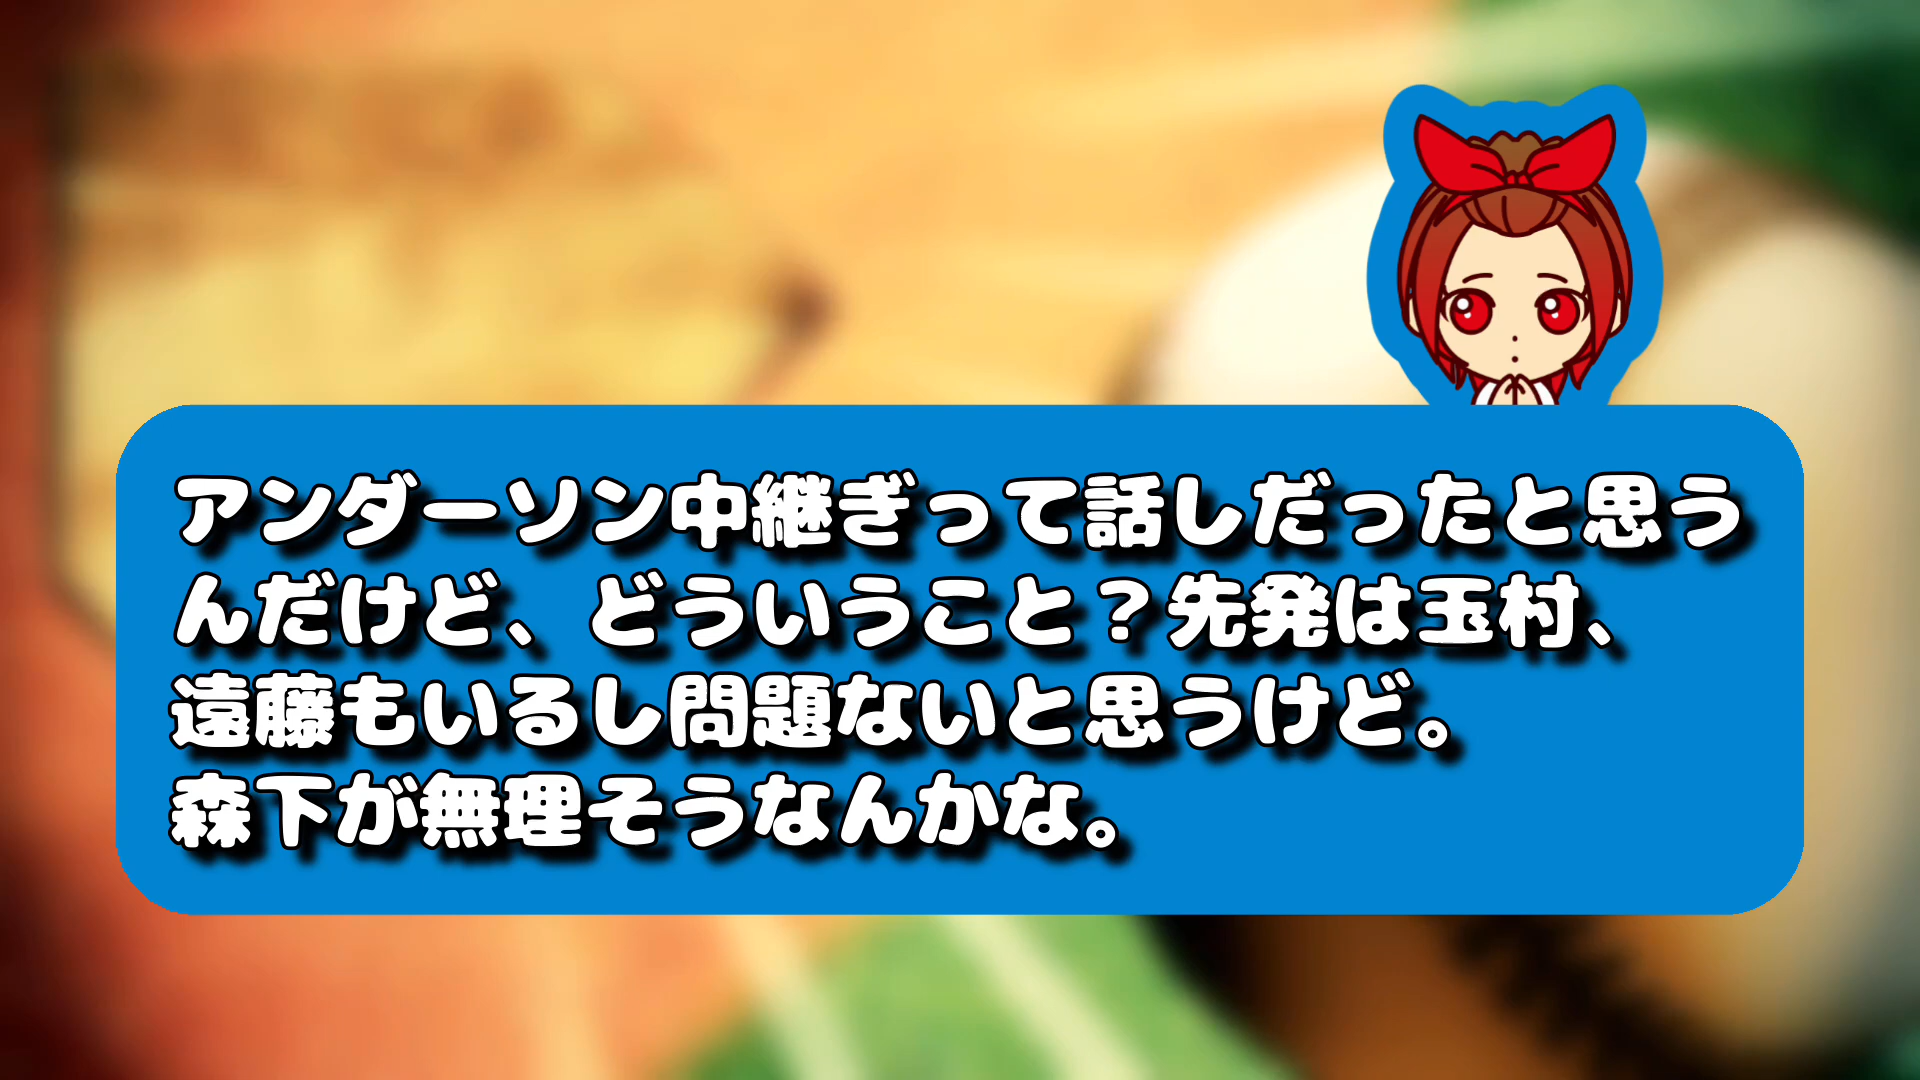 アンダーソン中継ぎって話しだったと思う
んだけど、どういうこと？先発は玉村、
遠藤もいるし問題ないと思うけど。
森下が無理そうなんかな。